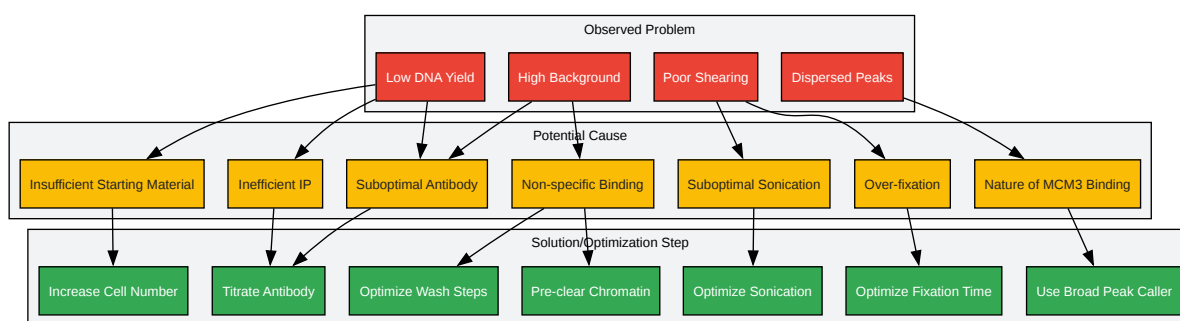 Observed Problem
Low DNA Yield
High Background
Poor Shearing
Dispersed Peaks
Potential Cause
Insufficient Starting Material
Inefficient IP
Suboptimal Antibody
Non-specific Binding
Suboptimal Sonication
Over-fixation
Nature of MCM3 Binding
Solution/Optimization Step
Increase Cell Number
Titrate Antibody
Optimize Wash Steps
Pre-clear Chromatin
Optimize Sonication
Optimize Fixation Time
Use Broad Peak Caller